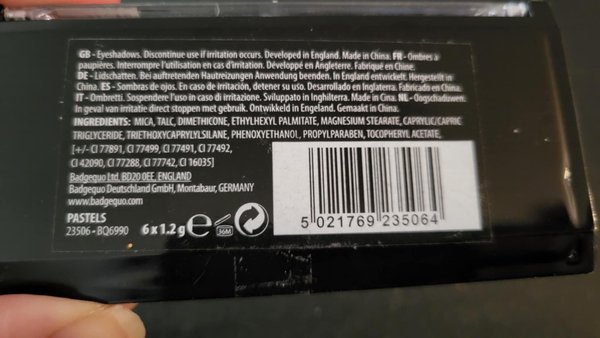 GB - Eyeshadows. Discontinue use if irritation occurs. Developed in England. Made in China. FR - Ombres à
paupières. Interrompre l'utilisation en cas d'irritation. Développé en Angleterre. Fabriqué en Chine.
DE - Lidschatten. Bei auftretenden Hautreizungen Anwendung beenden. In England entwickelt. Hergestellt in
China. ES - Sombras de ojos. En caso de irritación, detener su uso. Desarrollado en Inglaterra. Fabricado en China.
IT - Ombretti. Sospendere l'uso in caso di irritazione. Sviluppato in Inghilterra. Made in Cina. NL - Oogschaduwen.
In geval van irritatie direct stoppen met gebruik. Ontwikkeld in Engeland. Gemaakt in China.
INGREDIENTS: MICA, TALC, DIMETHICONE, ETHYLHEXYL PALMITATE, MAGNESIUM STEARATE, CAPRYLIC/CAPRIC
TRIGLYCERIDE, TRIETHOXYCAPRYLYLSILANE, PHENOXYETHANOL, PROPYLPARABEN, TOCOPHERYL ACETATE,
[+/- CI 77891, CI 77499, CI 77491, CI 77492,
CI 42090, CI 77288, CI 77742, CI 16035]
Badgequo Ltd, BD20 0EE, ENGLAND
Badgequo Deutschland GmbH, Montabaur, GERMANY
www.badgequo.com
PASTELS
23506 - BQ6990
6 x 1.2 g e
36M
5 021769 235064